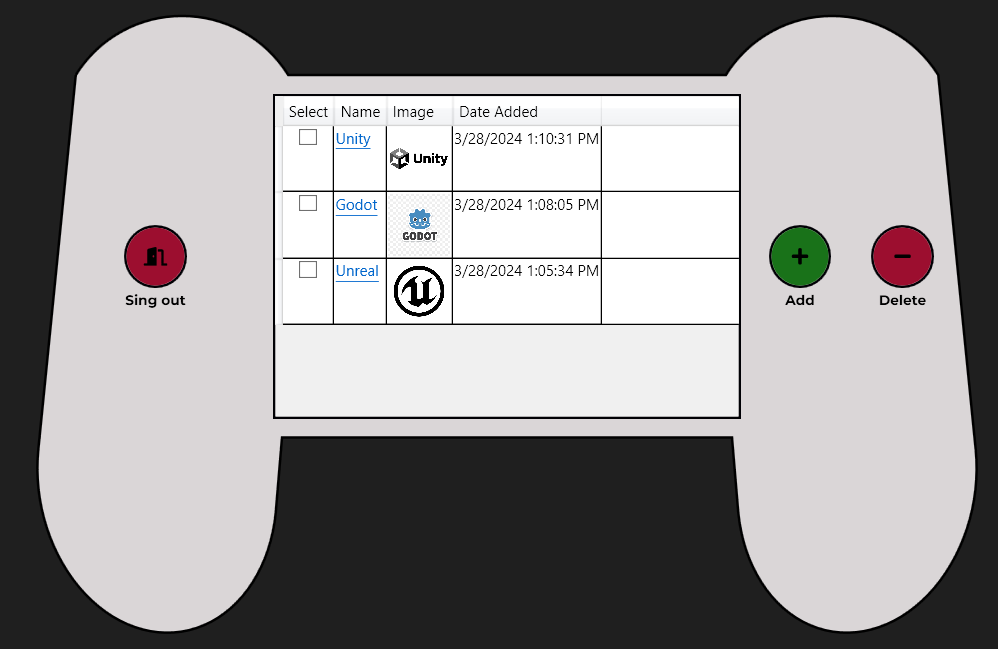 Select Name Image Date Added
Unity Unity 3/28/2024 1:10:31 PM
Godot GODOT 3/28/2024 1:08:05 PM
Unreal 3/28/2024 1:05:34 PM
Sing out Add Delete